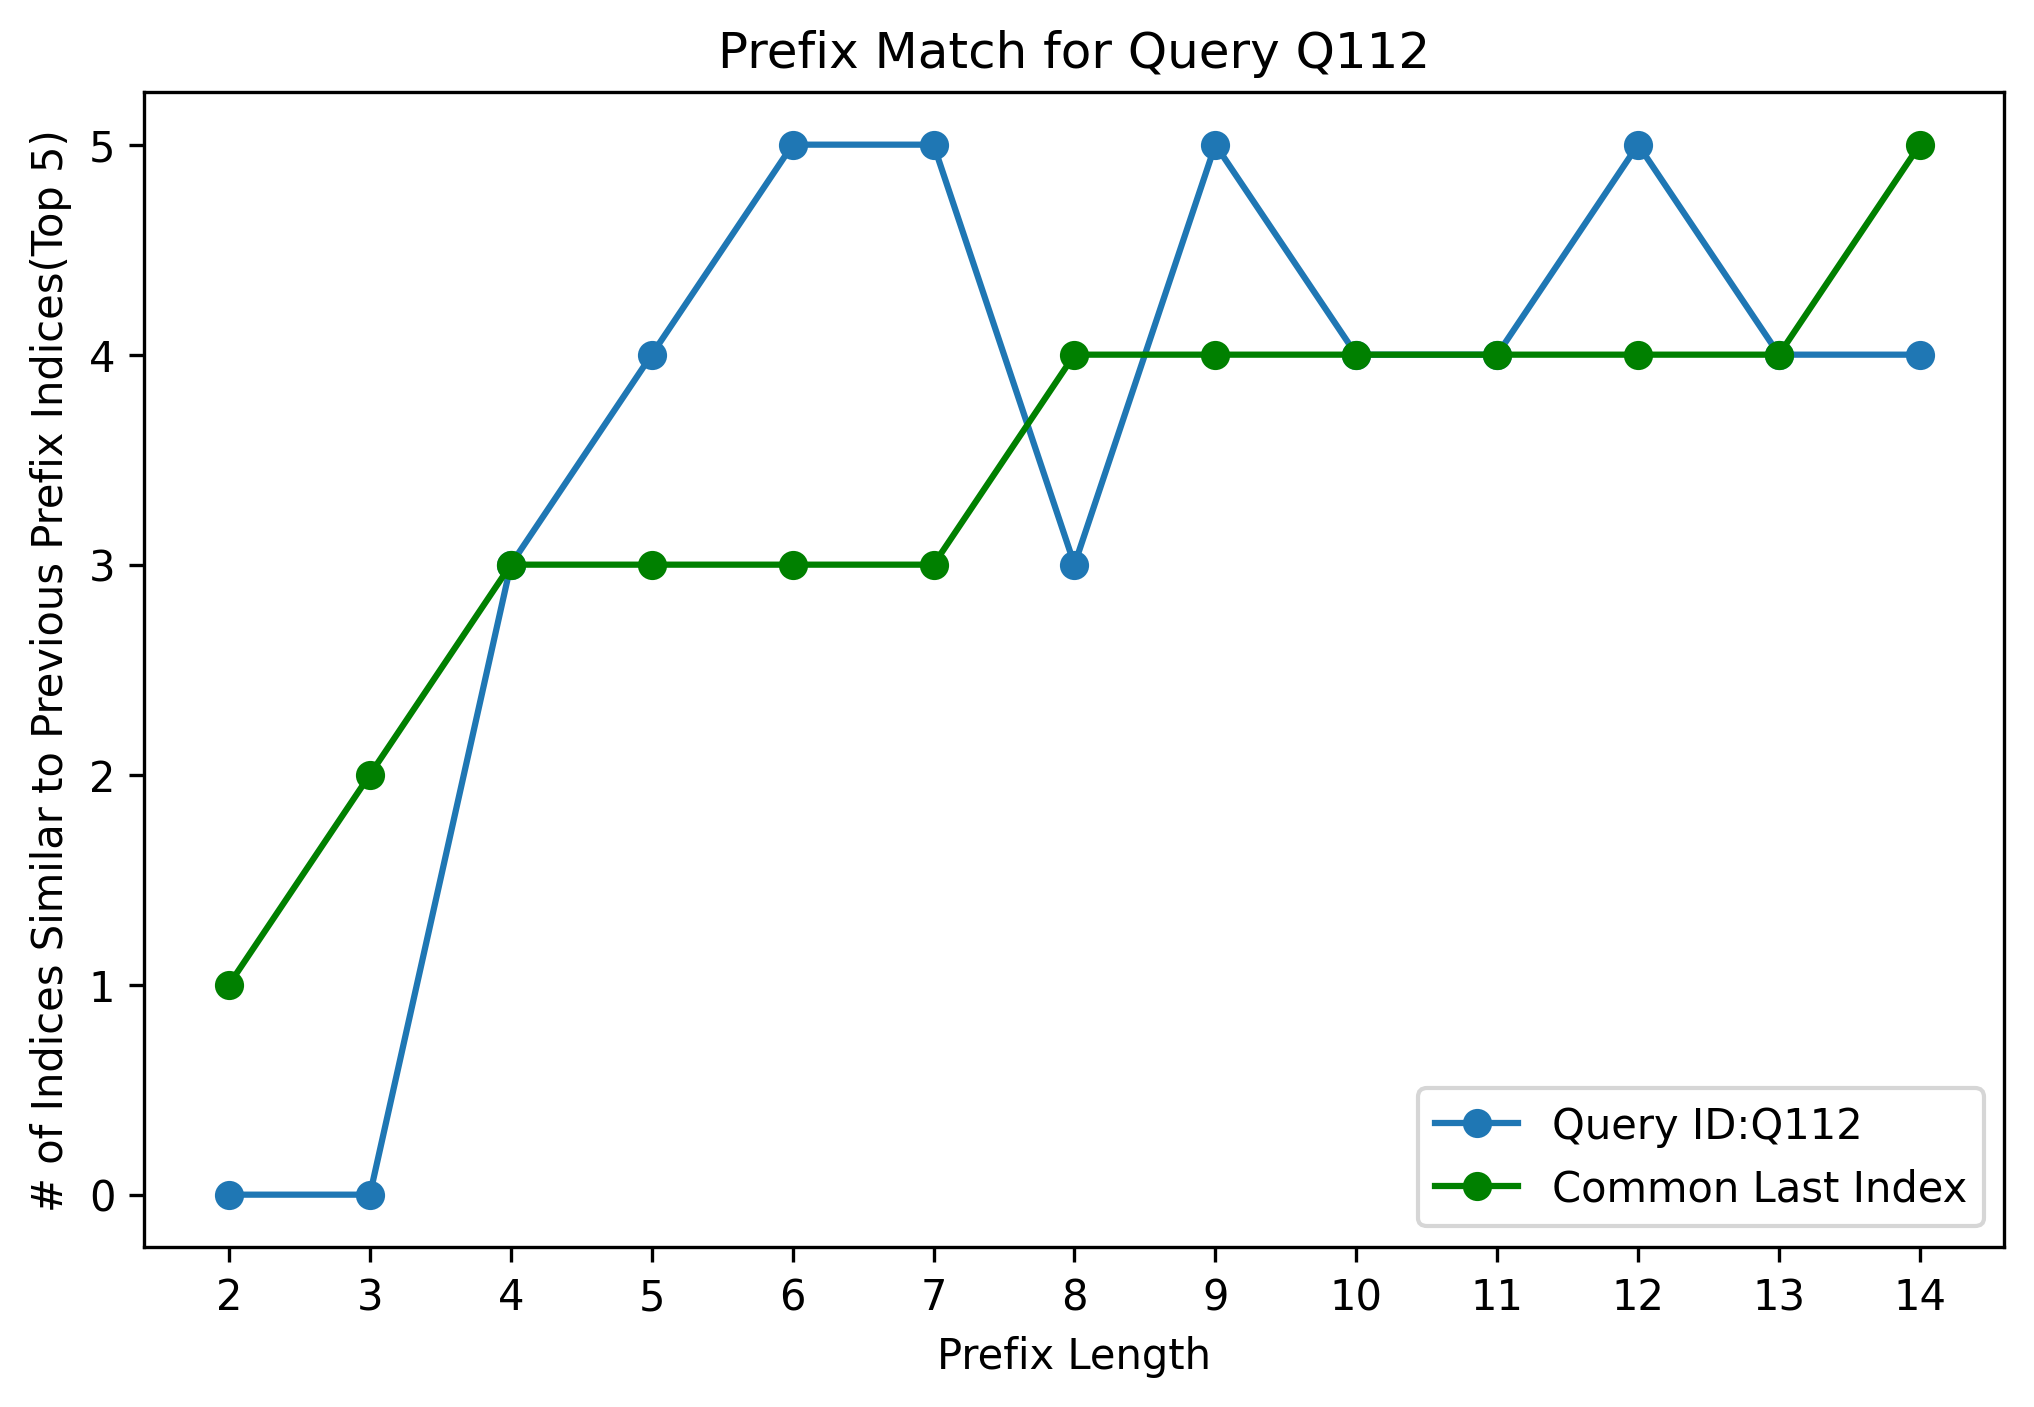 Prefix Match for Query Q112
# of Indices Similar to Previous Prefix Indices(Top 5)
5
4
3
2
1
0
Query ID:Q112
Common Last Index
2 3 4 5 6 7 8 9 10 11 12 13 14
Prefix Length